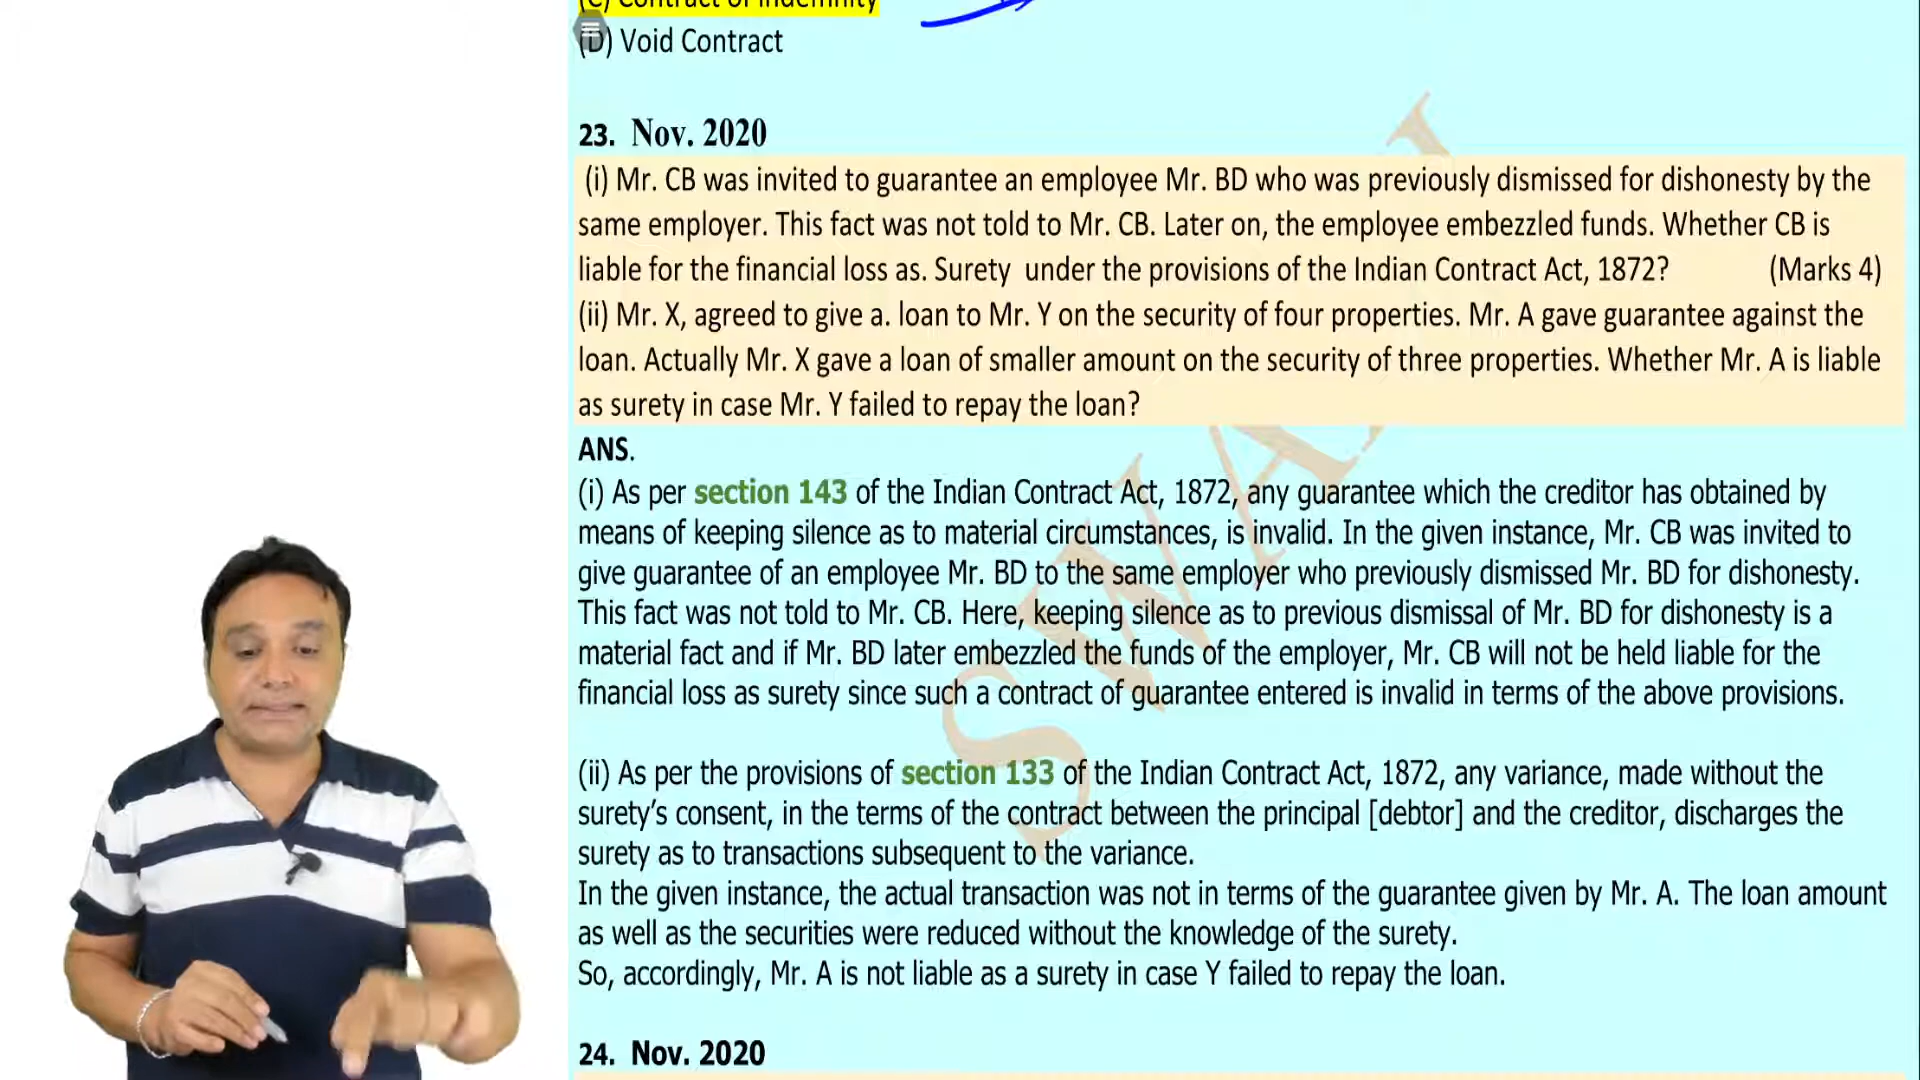 (C) Contract of Indemnity
(D) Void Contract
23. Nov. 2020
(i) Mr. CB was invited to guarantee an employee Mr. BD who was previously dismissed for dishonesty by the
same employer. This fact was not told to Mr. CB. Later on, the employee embezzled funds. Whether CB is
liable for the financial loss as. Surety under the provisions of the Indian Contract Act, 1872? (Marks 4)
(ii) Mr. X, agreed to give a. loan to Mr. Y on the security of four properties. Mr. A gave guarantee against the
loan. Actually Mr. X gave a loan of smaller amount on the security of three properties. Whether Mr. A is liable
as surety in case Mr. Y failed to repay the loan?
ANS.
(i) As per section 143 of the Indian Contract Act, 1872, any guarantee which the creditor has obtained by
means of keeping silence as to material circumstances, is invalid. In the given instance, Mr. CB was invited to
give guarantee of an employee Mr. BD to the same employer who previously dismissed Mr. BD for dishonesty.
This fact was not told to Mr. CB. Here, keeping silence as to previous dismissal of Mr. BD for dishonesty is a
material fact and if Mr. BD later embezzled the funds of the employer, Mr. CB will not be held liable for the
financial loss as surety since such a contract of guarantee entered is invalid in terms of the above provisions.
(ii) As per the provisions of section 133 of the Indian Contract Act, 1872, any variance, made without the
surety's consent, in the terms of the contract between the principal [debtor] and the creditor, discharges the
surety as to transactions subsequent to the variance.
In the given instance, the actual transaction was not in terms of the guarantee given by Mr. A. The loan amount
as well as the securities were reduced without the knowledge of the surety.
So, accordingly, Mr. A is not liable as a surety in case Y failed to repay the loan.
24. Nov. 2020